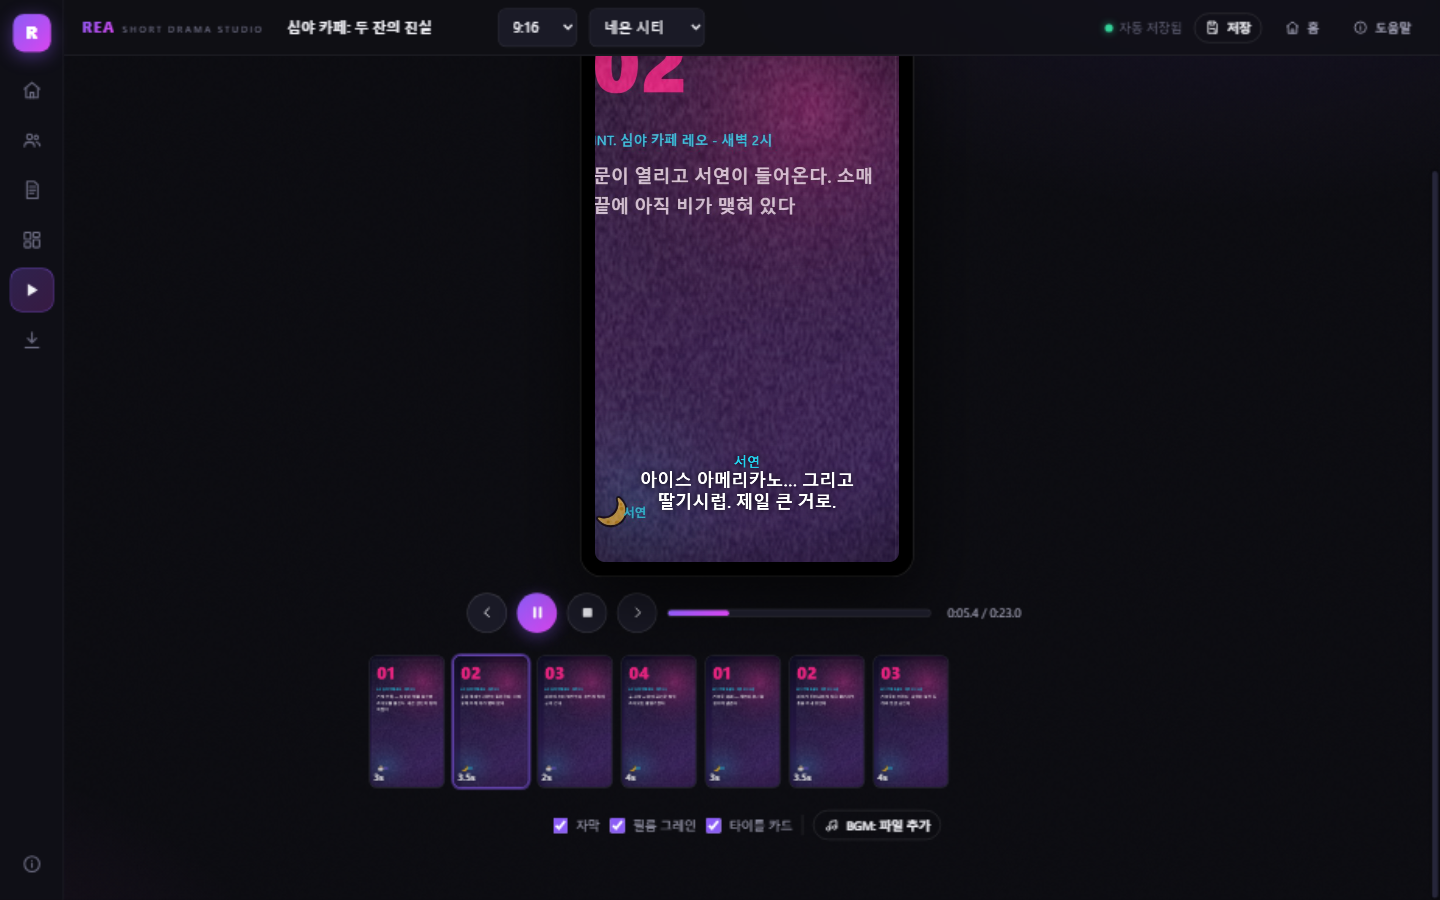 R
REA SHORT DRAMA STUDIO
심야 카페: 두 잔의 진실
9:16
네온 시티
자동 저장됨
저장
홈
도움말
02
INT. 심야 카페 레오 - 새벽 2시
문이 열리고 서연이 들어온다. 소매
끝에 아직 비가 맺혀 있다
서연
아이스 아메리카노... 그리고
딸기시럽. 제일 큰 거로.
서연
0:05.4 / 0:23.0
01
3s
02
3.5s
03
2s
04
4s
01
3s
02
3.5s
03
4s
자막
필름 그레인
타이틀 카드
BGM: 파일 추가